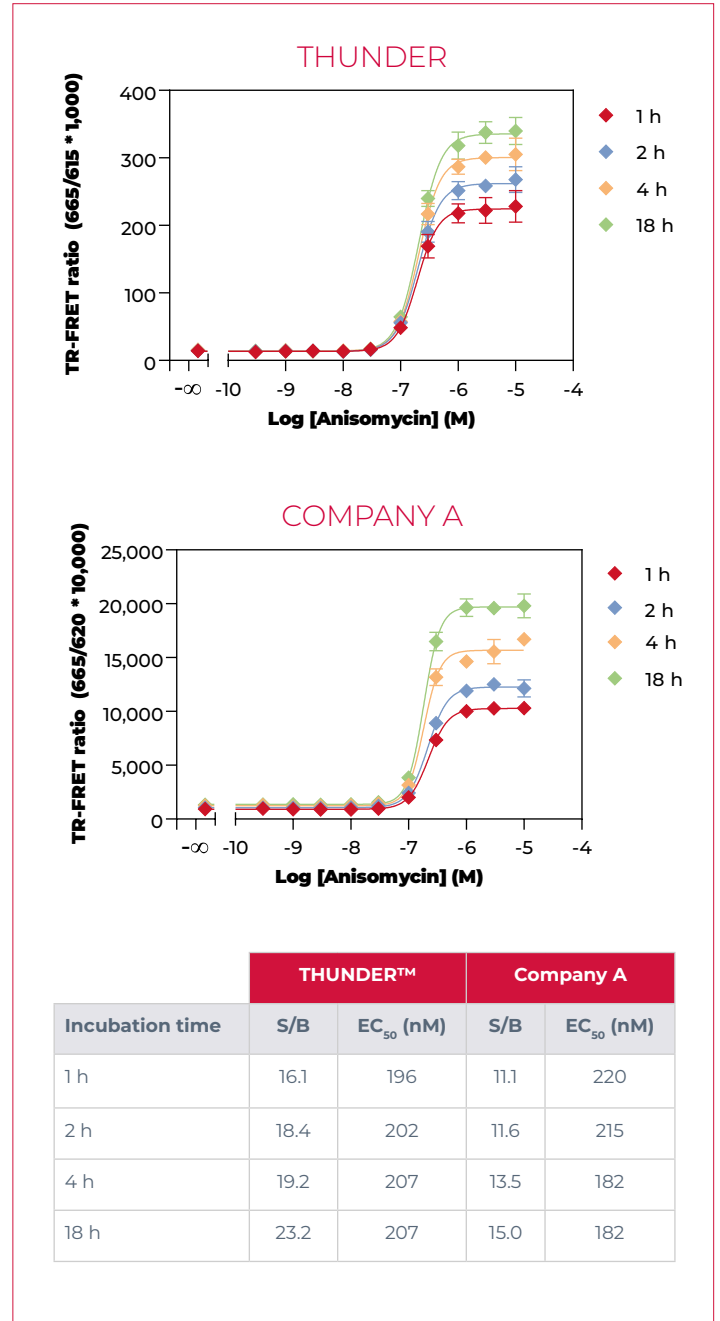 THUNDER
TR-FRET ratio (665/615 * 1,000)
400
300
200
100
0
-∞ -10 -9 -8 -7 -6 -5 -4
Log [Anisomycin] (M)
1 h
2 h
4 h
18 h
COMPANY A
TR-FRET ratio (665/620 * 10,000)
25,000
20,000
15,000
10,000
5,000
0
-∞ -10 -9 -8 -7 -6 -5 -4
Log [Anisomycin] (M)
1 h
2 h
4 h
18 h
THUNDER™ Company A
Incubation time S/B EC₅₀ (nM) S/B EC₅₀ (nM)
1 h 16.1 196 11.1 220
2 h 18.4 202 11.6 215
4 h 19.2 207 13.5 182
18 h 23.2 207 15.0 182